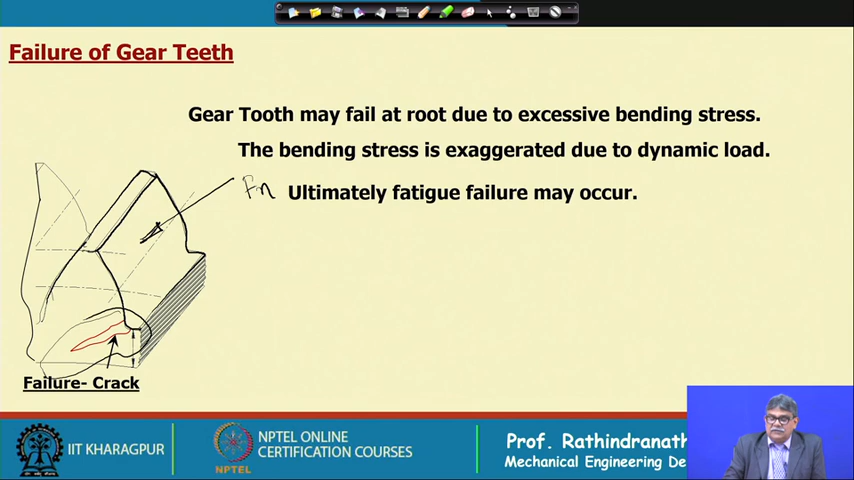 Failure of Gear Teeth
Gear Tooth may fail at root due to excessive bending stress.
The bending stress is exaggerated due to dynamic load.
Fn
Ultimately fatigue failure may occur.
Failure- Crack
IIT KHARAGPUR
NPTEL
NPTEL ONLINE
CERTIFICATION COURSES
Prof. Rathindranath
Mechanical Engineering De